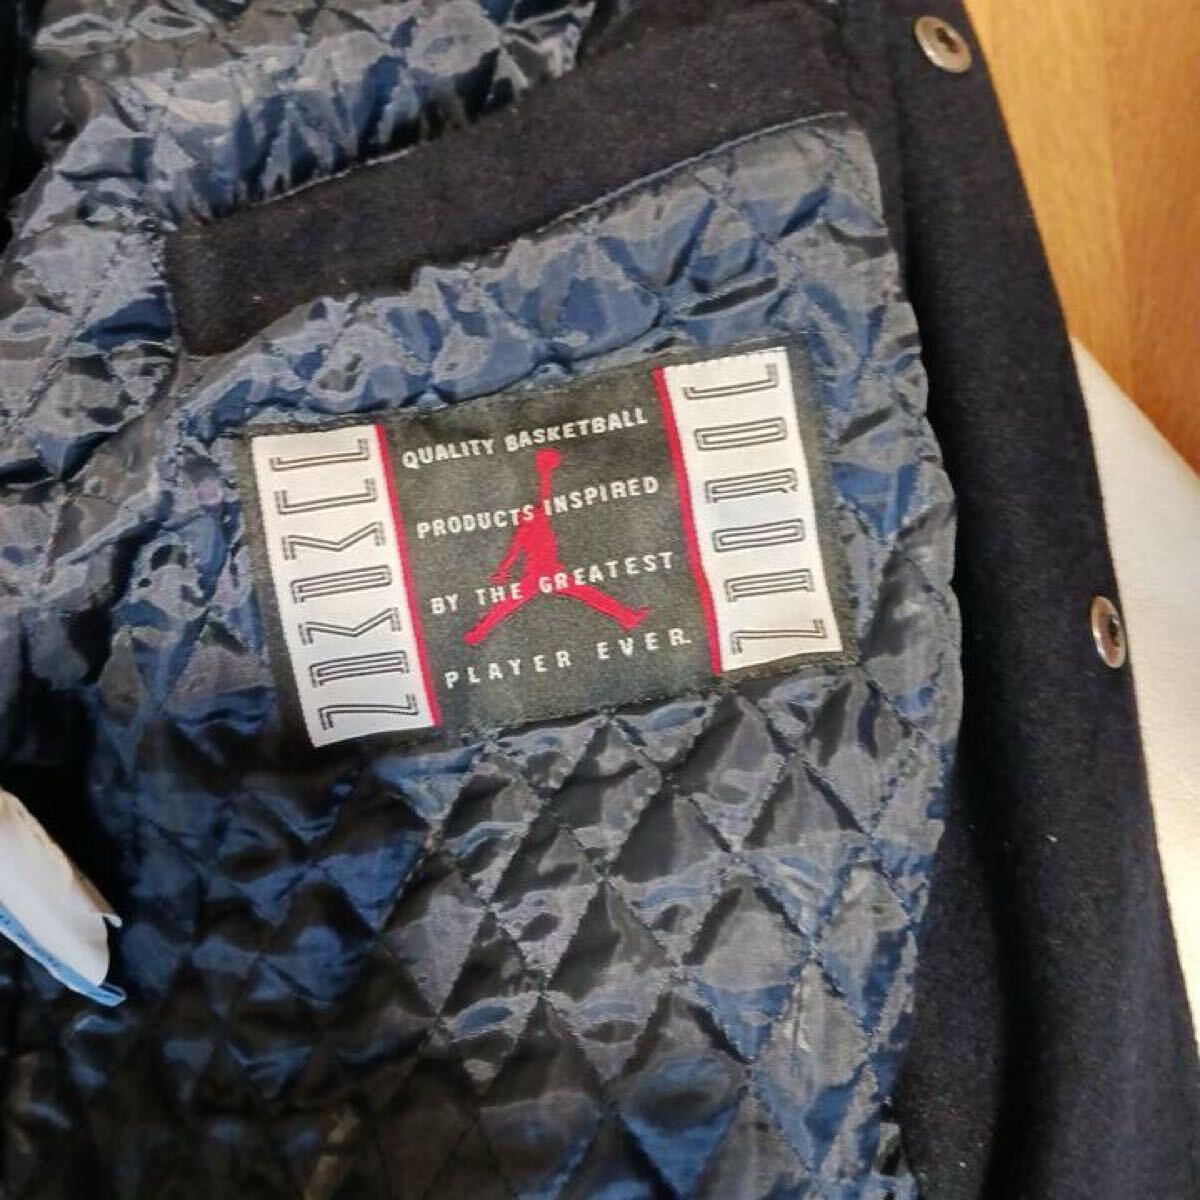 QUALITY BASKETBALL
PRODUCTS INSPIRED
BY THE GREATEST
PLAYER EVER.